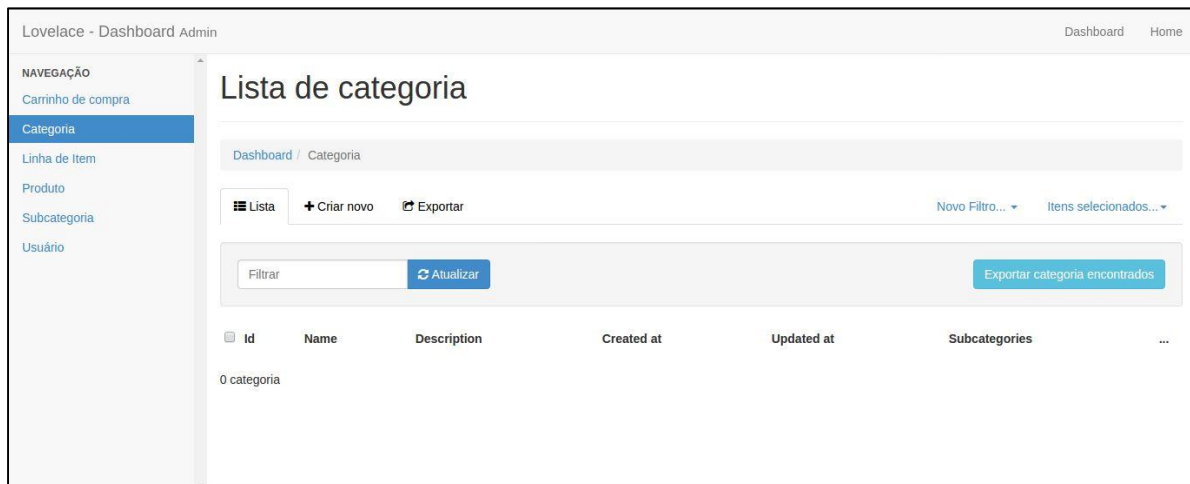 Lovelace - Dashboard Admin
Dashboard Home
NAVEGAÇÃO
Carrinho de compra
Categoria
Linha de Item
Produto
Subcategoria
Usuário
Lista de categoria
Dashboard / Categoria
Lista + Criar novo Exportar
Novo Filtro... Itens selecionados...
Filtrar Atualizar Exportar categoria encontrados
Id Name Description Created at Updated at Subcategories ...
0 categoria